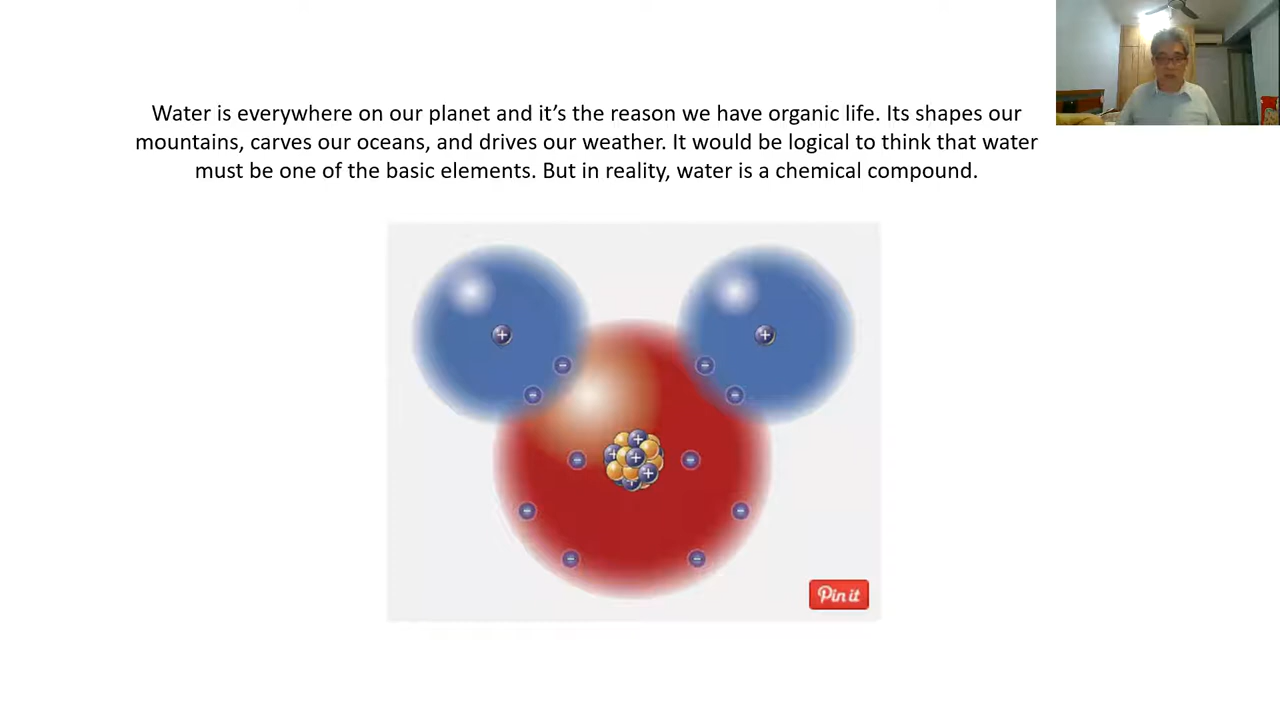 Water is everywhere on our planet and it’s the reason we have organic life. Its shapes our
mountains, carves our oceans, and drives our weather. It would be logical to think that water
must be one of the basic elements. But in reality, water is a chemical compound.
+ +
− −
− −
+
− + + −
+
+
− −
− −
Pin it